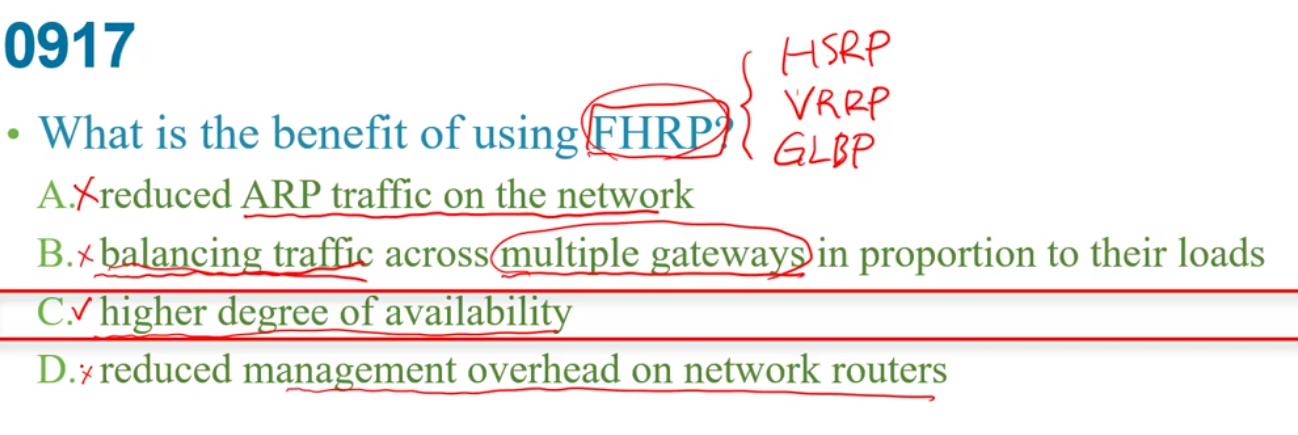 0917
HSRP
VRRP
GLBP
• What is the benefit of using FHRP?
A. reduced ARP traffic on the network
B. balancing traffic across multiple gateways in proportion to their loads
C. higher degree of availability
D. reduced management overhead on network routers